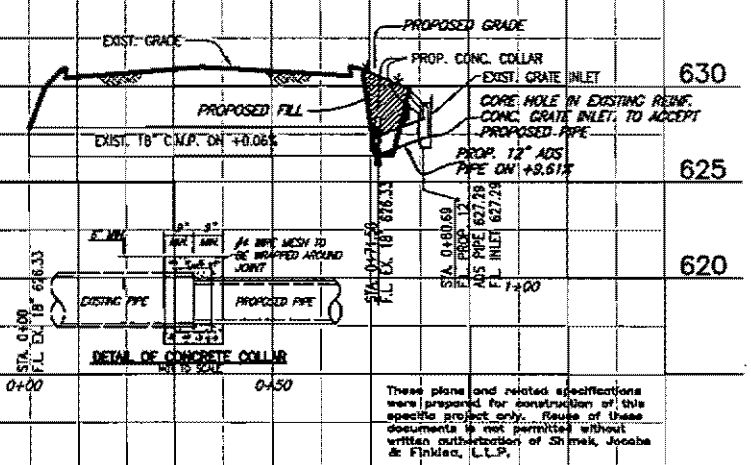 PROPOSED GRADE
EXIST. GRADE
PROP. CONC. COLLAR
EXIST. GRATE INLET
630
PROPOSED FILL
CORE HOLE IN EXISTING REINF.
CONC. GRATE INLET. TO ACCEPT
PROPOSED PIPE
EXIST. 18" C.M.P. ON +0.06%
PROP. 12" ADS
PIPE ON +9.61%
625
STA. 0+71.50
F.L. EX. 18" 626.33
STA. 0+80.69
F.L. PROP. 12"
ADS PIPE 627.29
F.L. INLET 627.29
6" MIN.
9" MIN.
9" MIN.
#4 WIRE MESH TO
BE WRAPPED AROUND
JOINT
620
1+00
STA. 0+00
F.L. EX. 18" 626.33
EXISTING PIPE
PROPOSED PIPE
DETAIL OF CONCRETE COLLAR
NOT TO SCALE
0+00
0+50
These plans and related specifications
were prepared for construction of this
specific project only. Reuse of these
documents is not permitted without
written authorization of Shimek, Jacobs
& Finklea, L.L.P.